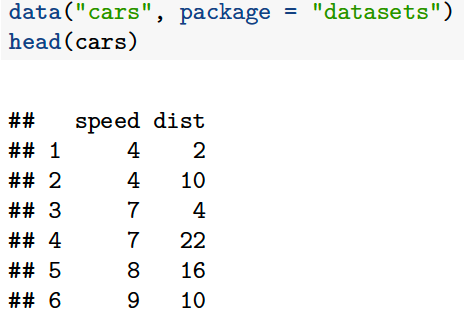 data("cars", package = "datasets")
head(cars)
##   speed dist
## 1     4    2
## 2     4   10
## 3     7    4
## 4     7   22
## 5     8   16
## 6     9   10